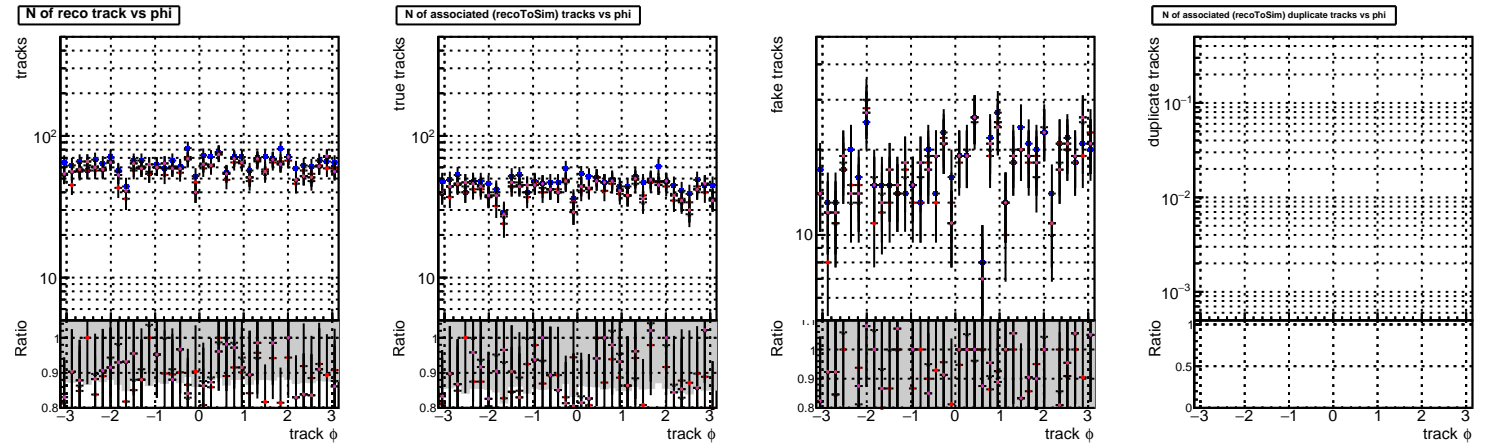 N of reco track vs phi
tracks
10²
10
Ratio
1
0.9
0.8
−3 −2 −1 0 1 2 3
track ϕ
N of associated (recoToSim) tracks vs phi
true tracks
10²
10
Ratio
1
0.9
0.8
−3 −2 −1 0 1 2 3
track ϕ
fake tracks
10
Ratio
1.1
1
0.9
0.8
−3 −2 −1 0 1 2 3
track ϕ
N of associated (recoToSim) duplicate tracks vs phi
duplicate tracks
10⁻¹
10⁻²
10⁻³
Ratio
1
0.5
0
−3 −2 −1 0 1 2 3
track ϕ